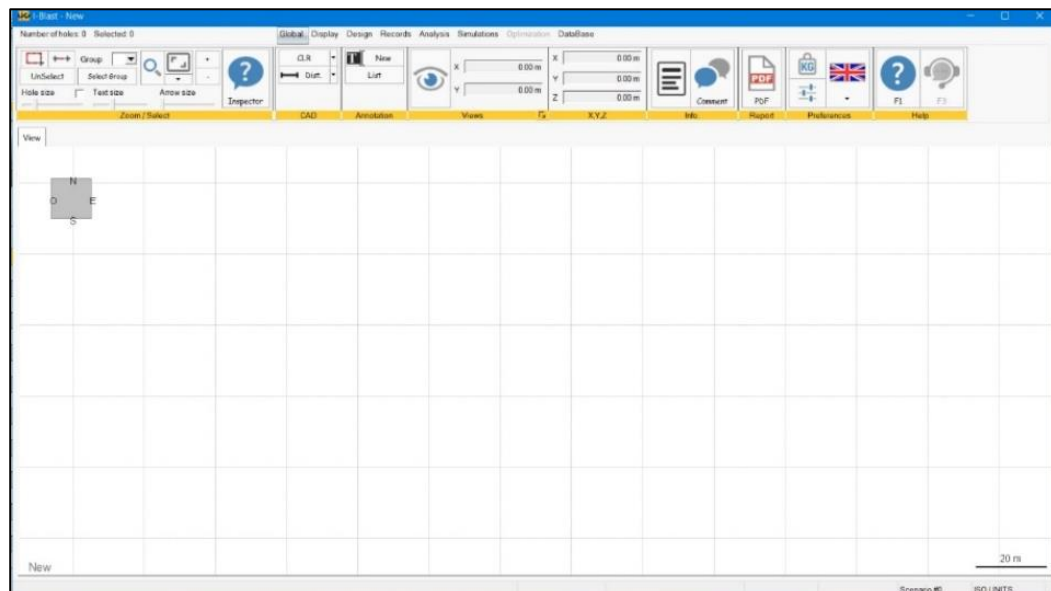 I-Blast - New
Number of holes: 0 Selected: 0
Global Display Design Records Analysis Simulations Optimization DataBase
Group
UnSelect Select Group
Hole size Text size Arrow size
Inspector
Zoom / Select
CLR
Dist.
CAD
New
List
Annotation
X 0.00 m
Y 0.00 m
Views
X 0.00 m
Y 0.00 m
Z 0.00 m
X,Y,Z
Comment
Info.
PDF
PDF
Report
KG
Preferences
?
F1
F3
Help
View
N
O E
S
New
20 m
Scenario #0 ISO UNITS